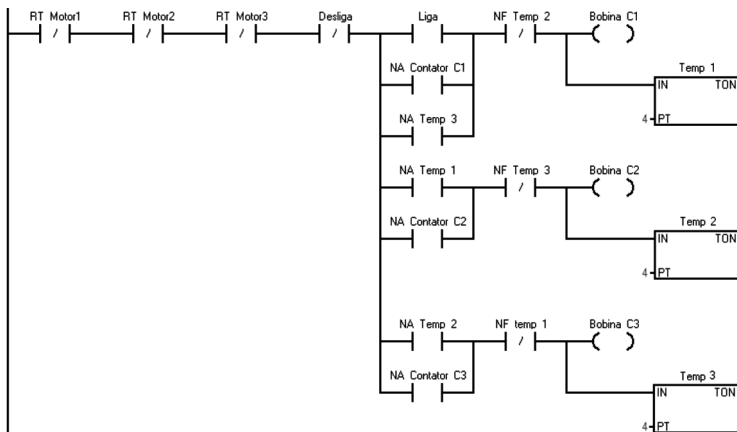 RT Motor1 RT Motor2 RT Motor3 Desliga Liga NF Temp 2 Bobina C1
NA Contator C1
Temp 1
IN TON
NA Temp 3
4 PT
NA Temp 1 NF Temp 3 Bobina C2
NA Contator C2
Temp 2
IN TON
4 PT
NA Temp 2 NF temp 1 Bobina C3
NA Contator C3
Temp 3
IN TON
4 PT